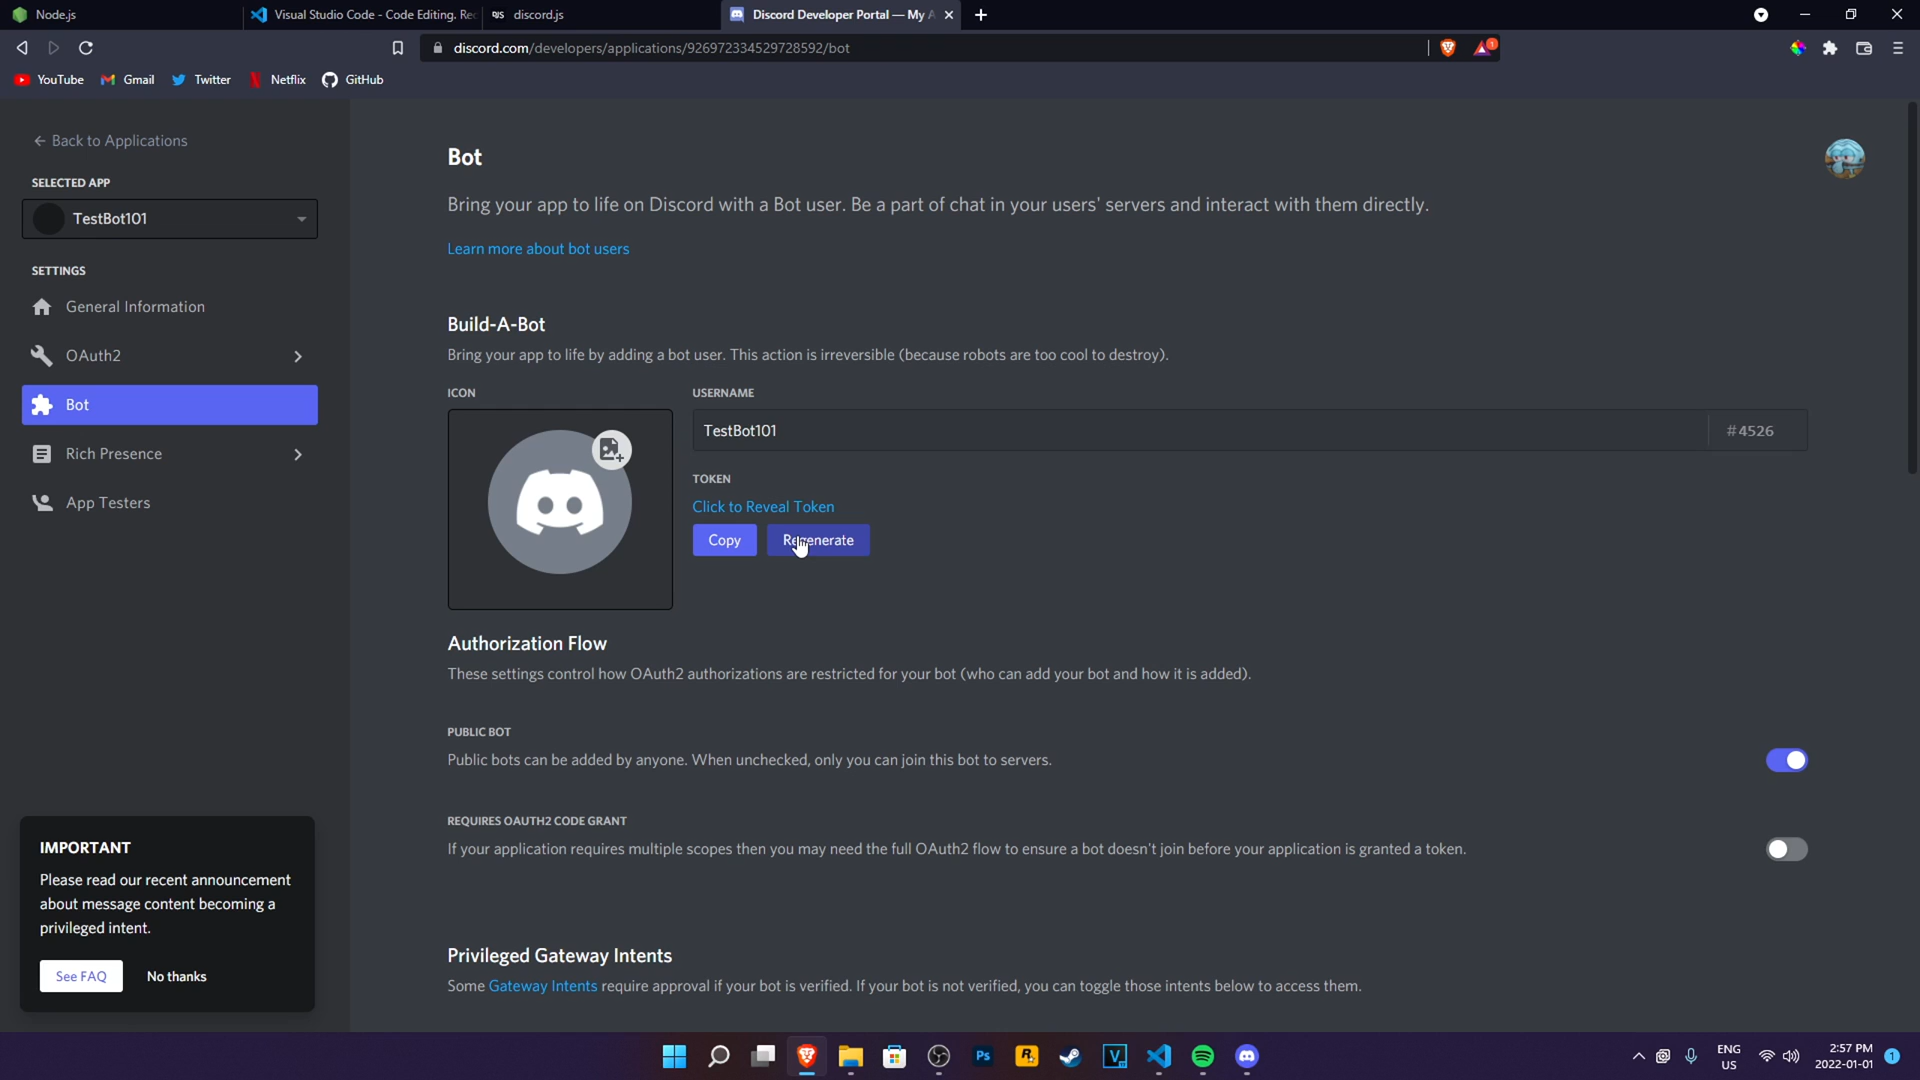 Node.js
Visual Studio Code - Code Editing. Re
discord.js
Discord Developer Portal — My A
discord.com/developers/applications/926972334529728592/bot
1
YouTube
Gmail
Twitter
Netflix
GitHub
Back to Applications
SELECTED APP
TestBot101
SETTINGS
General Information
OAuth2
Bot
Rich Presence
App Testers
IMPORTANT
Please read our recent announcement
about message content becoming a
privileged intent.
See FAQ
No thanks
Bot
Bring your app to life on Discord with a Bot user. Be a part of chat in your users' servers and interact with them directly.
Learn more about bot users
Build-A-Bot
Bring your app to life by adding a bot user. This action is irreversible (because robots are too cool to destroy).
ICON
USERNAME
TestBot101
#4526
TOKEN
Click to Reveal Token
Copy
Regenerate
Authorization Flow
These settings control how OAuth2 authorizations are restricted for your bot (who can add your bot and how it is added).
PUBLIC BOT
Public bots can be added by anyone. When unchecked, only you can join this bot to servers.
REQUIRES OAUTH2 CODE GRANT
If your application requires multiple scopes then you may need the full OAuth2 flow to ensure a bot doesn't join before your application is granted a token.
Privileged Gateway Intents
Some Gateway Intents require approval if your bot is verified. If your bot is not verified, you can toggle those intents below to access them.
Ps
R
V
ENG
US
2:57 PM
2022-01-01
1